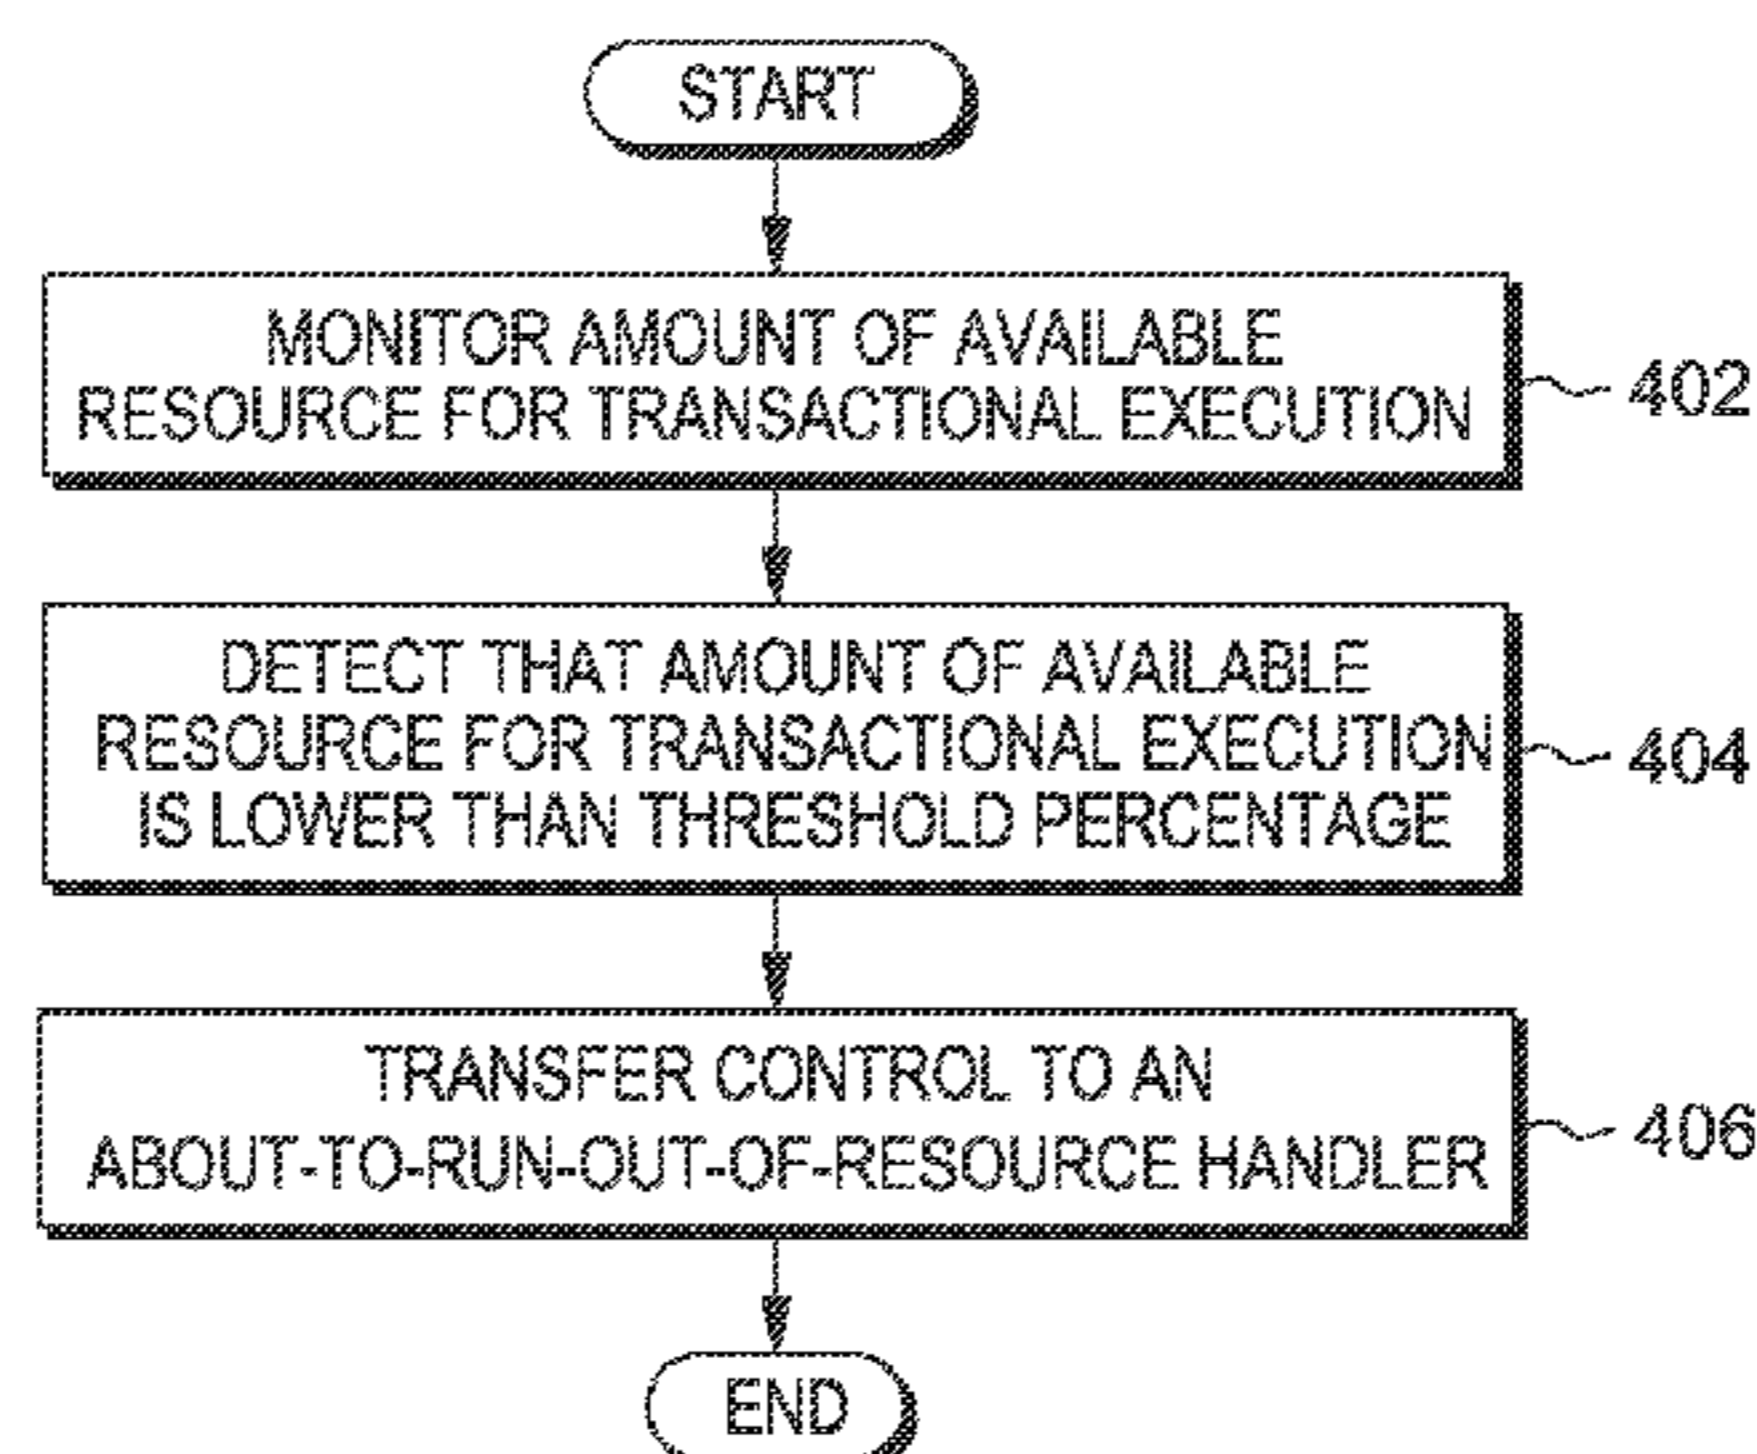 START
MONITOR AMOUNT OF AVAILABLE
RESOURCE FOR TRANSACTIONAL EXECUTION
402
DETECT THAT AMOUNT OF AVAILABLE
RESOURCE FOR TRANSACTIONAL EXECUTION
IS LOWER THAN THRESHOLD PERCENTAGE
404
TRANSFER CONTROL TO AN
ABOUT-TO-RUN-OUT-OF-RESOURCE HANDLER
406
END